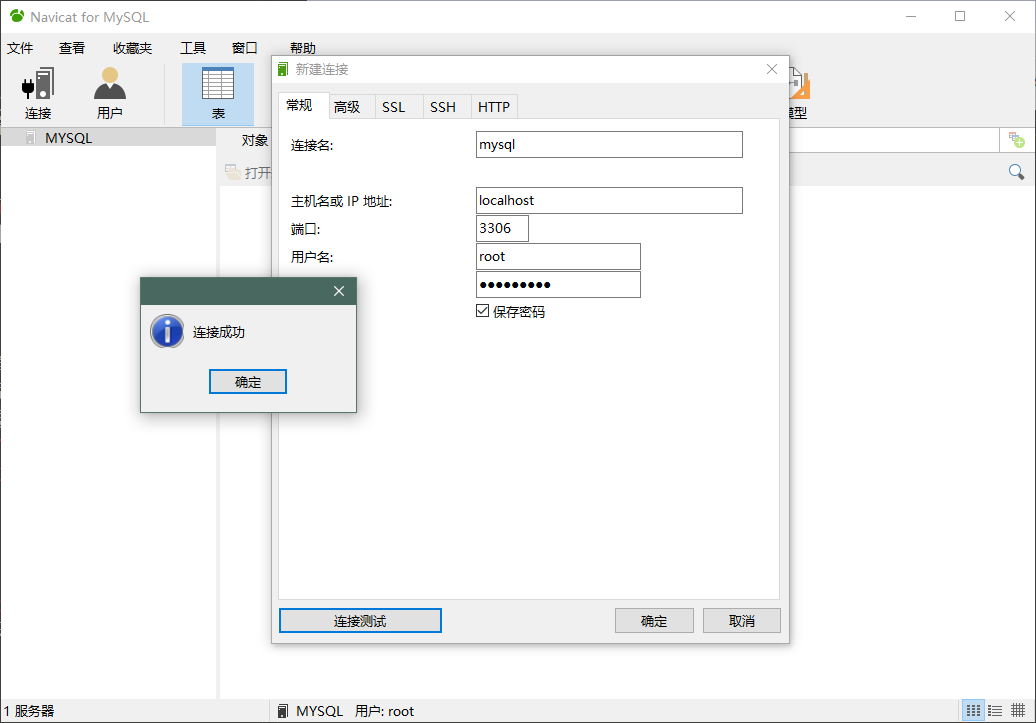 Navicat for MySQL
文件 查看 收藏夹 工具 窗口 帮助
连接 用户 表 模型
MYSQL
对象
打开
新建连接
常规 高级 SSL SSH HTTP
连接名: mysql
主机名或 IP 地址: localhost
端口: 3306
用户名: root
●●●●●●●●●
保存密码
连接成功
确定
连接测试 确定 取消
1 服务器 MYSQL 用户: root